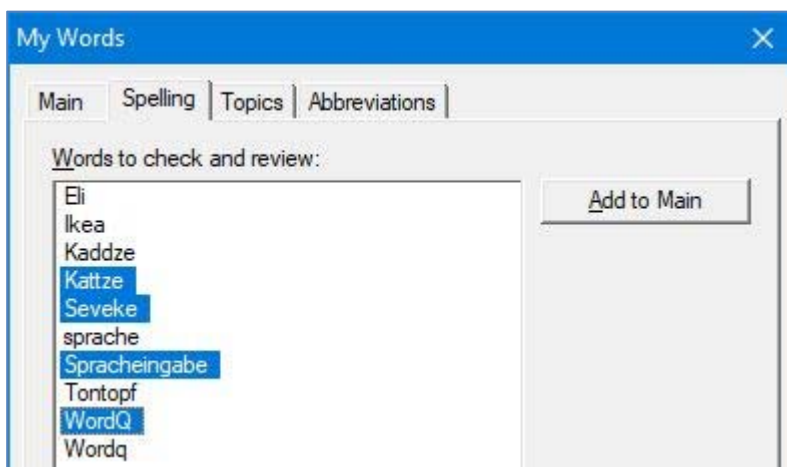 My Words
Main Spelling Topics Abbreviations
Words to check and review:
Add to Main
Eli
Ikea
Kaddze
Kattze
Seveke
sprache
Spracheingabe
Tontopf
WordQ
Wordq